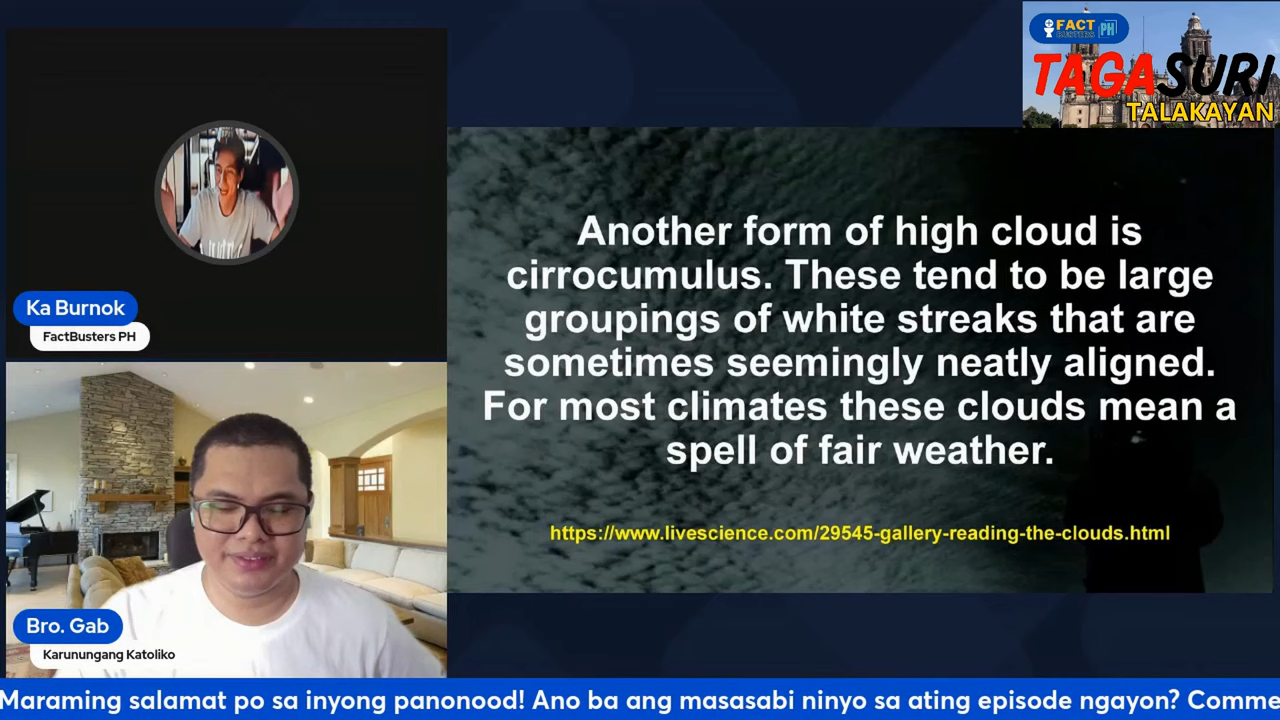 FACT
BUSTERS PH
TAGASURI
TALAKAYAN
Another form of high cloud is
cirrocumulus. These tend to be large
groupings of white streaks that are
sometimes seemingly neatly aligned.
For most climates these clouds mean a
spell of fair weather.
https://www.livescience.com/29545-gallery-reading-the-clouds.html
Ka Burnok
FactBusters PH
Bro. Gab
Karunungang Katoliko
Maraming salamat po sa inyong panonood! Ano ba ang masasabi ninyo sa ating episode ngayon? Comme